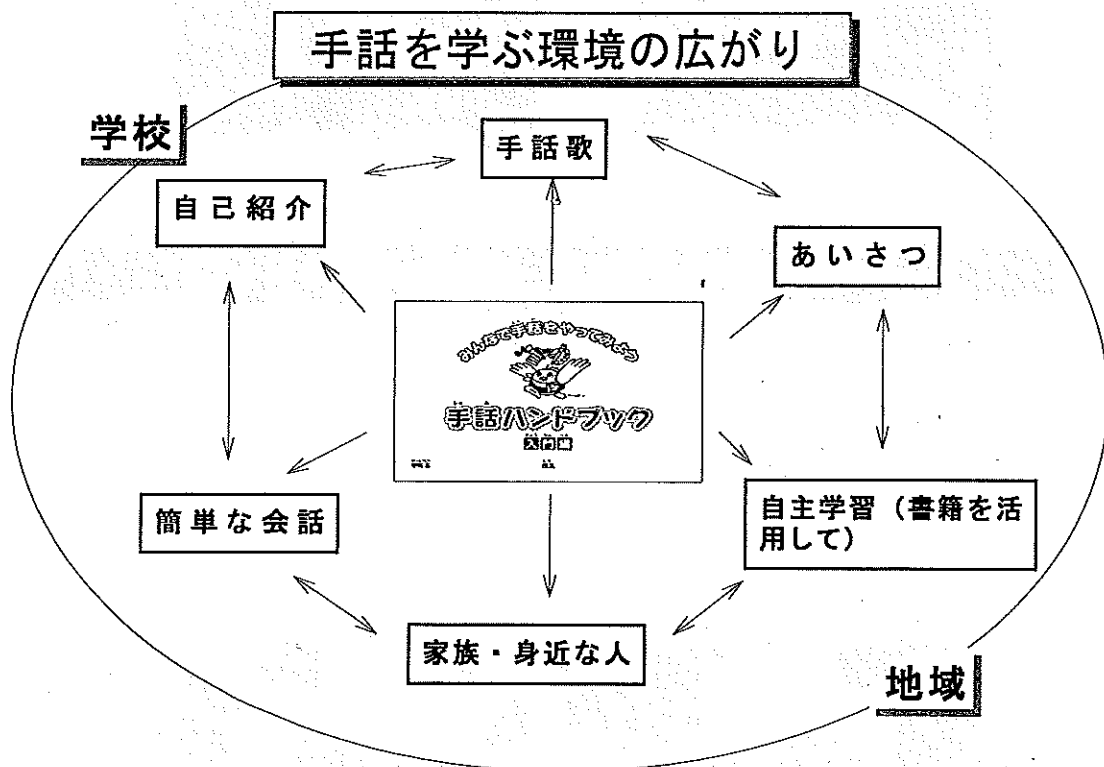 手話を学ぶ環境の広がり
学校
手話歌
自己紹介
あいさつ
みんなで手話をやってみよう
手話ハンドブック
入門編
簡単な会話
自主学習（書籍を活
用して）
家族・身近な人
地域